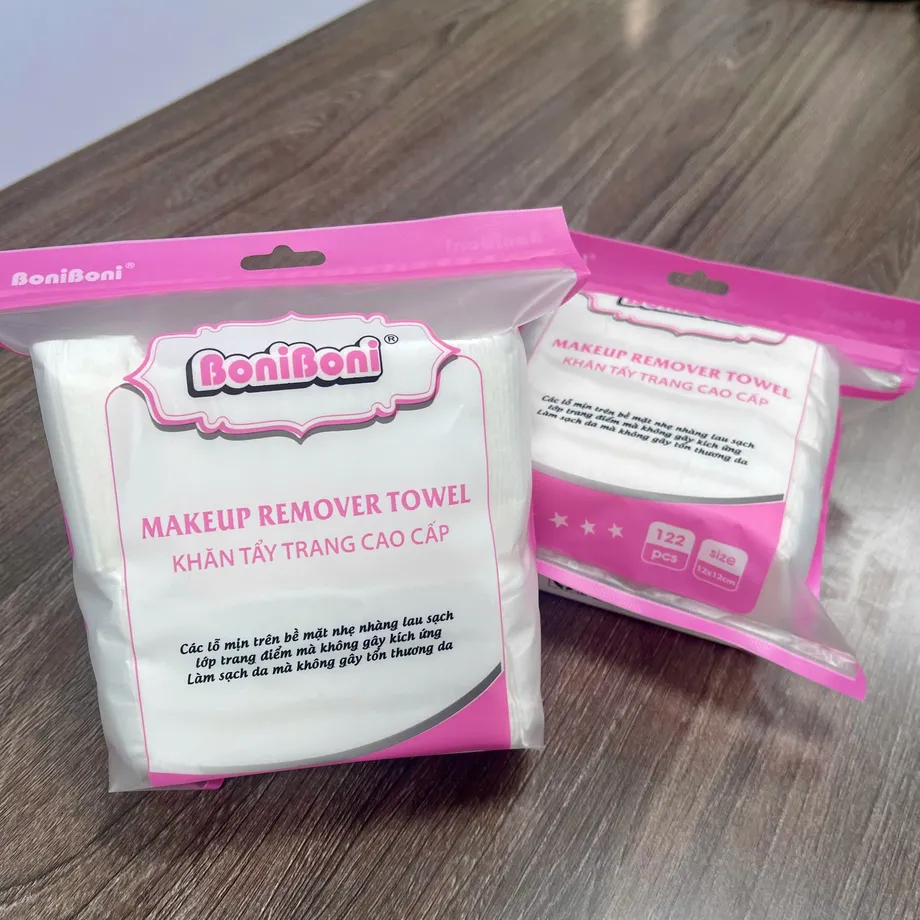 BoniBoni®
BoniBoni®
MAKEUP REMOVER TOWEL
KHĂN TẨY TRANG CAO CẤP
Các lỗ mịn trên bề mặt nhẹ nhàng lau sạch
lớp trang điểm mà không gây kích ứng
Làm sạch da mà không gây tổn thương da
MAKEUP REMOVER TOWEL
KHĂN TẨY TRANG CAO CẤP
Các lỗ mịn trên bề mặt nhẹ nhàng lau sạch
lớp trang điểm mà không gây kích ứng
Làm sạch da mà không gây tổn thương da
122
pcs
size
12x12cm